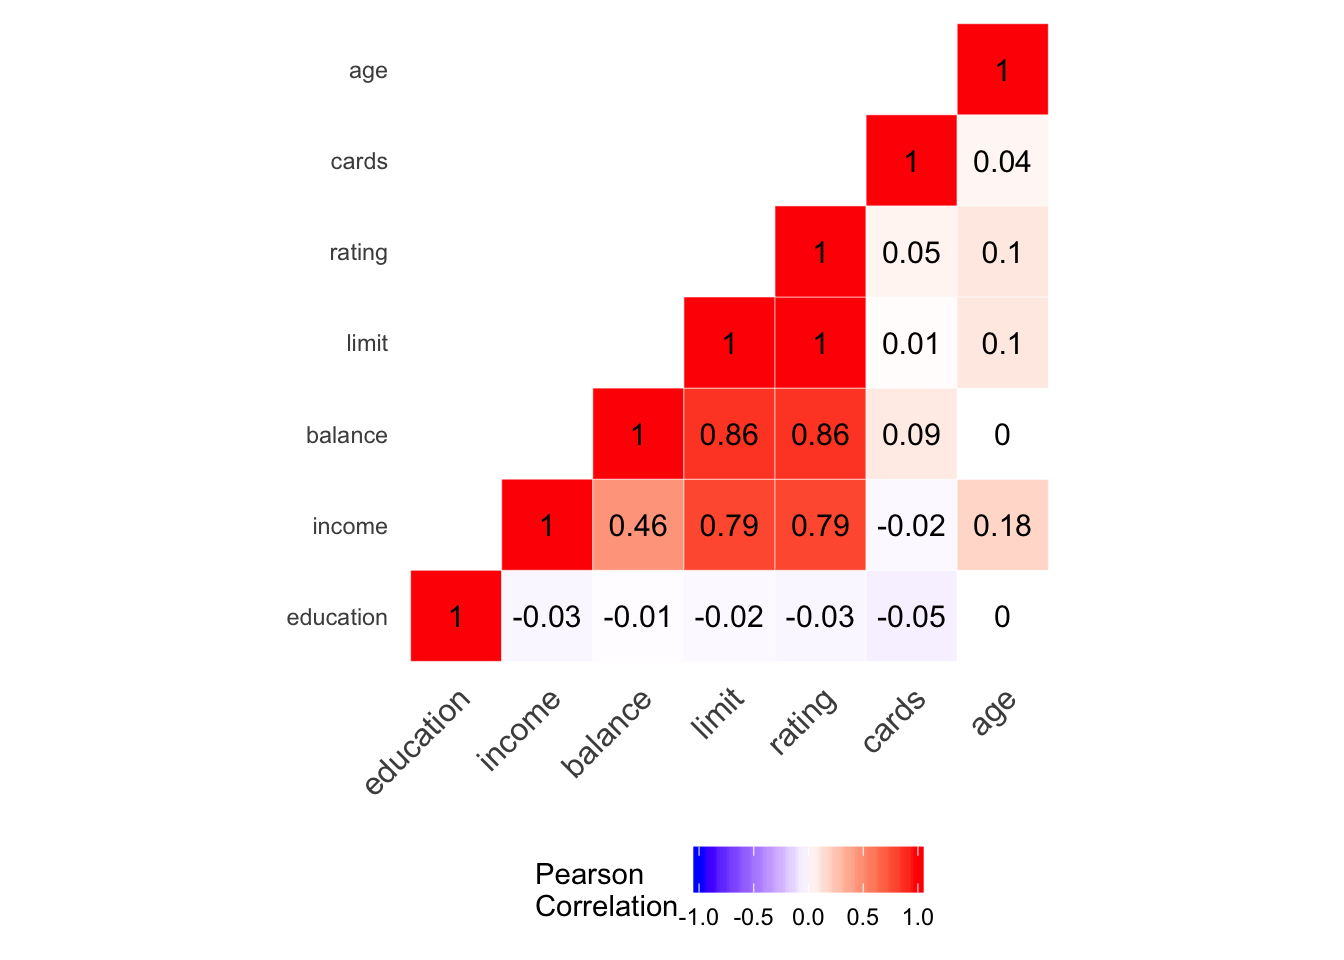 age 1
cards 1 0.04
rating 1 0.05 0.1
limit 1 1 0.01 0.1
balance 1 0.86 0.86 0.09 0
income 1 0.46 0.79 0.79 -0.02 0.18
education 1 -0.03 -0.01 -0.02 -0.03 -0.05 0
education income balance limit rating cards age
Pearson
Correlation
-1.0 -0.5 0.0 0.5 1.0